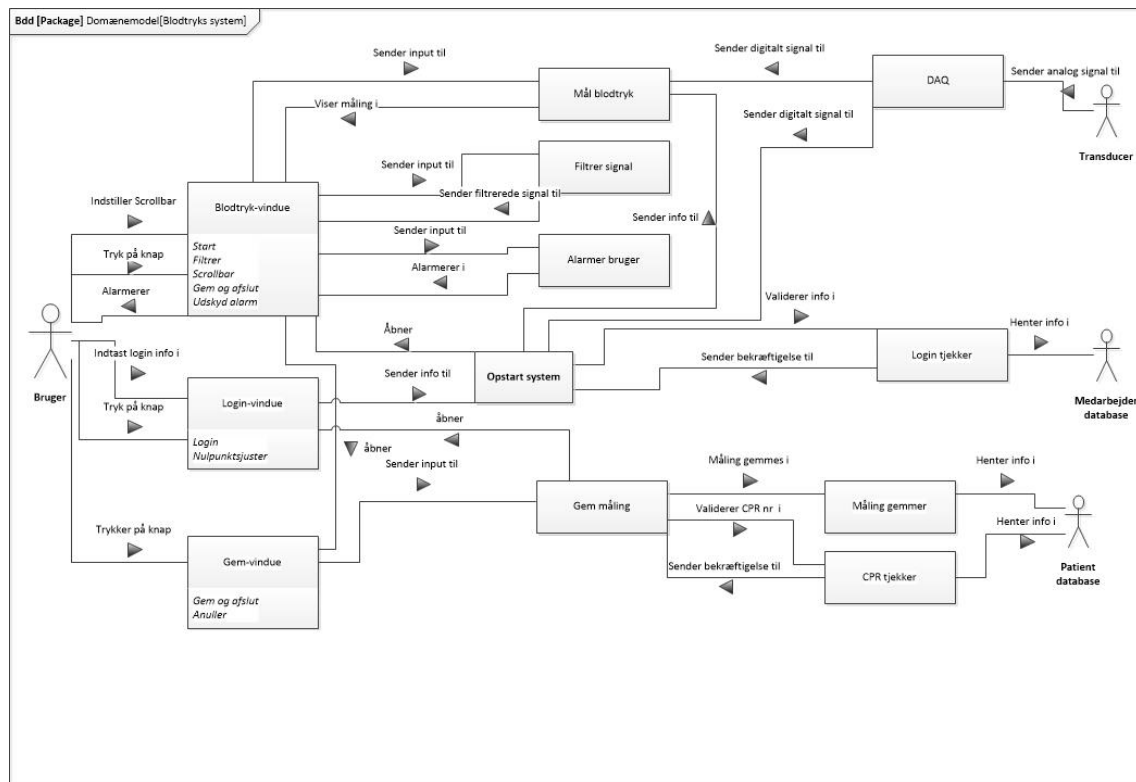 Bdd [Package] Domænemodel[Blodtryks system]
Sender input til
Sender digitalt signal til
Mål blodtryk
DAQ
Sender analog signal til
Viser måling i
Sender digitalt signal til
Transducer
Sender input til
Filtrer signal
Indstiller Scrollbar
Blodtryk-vindue
Sender filtrerede signal til
Sender info til
Sender input til
Start
Filtrer
Scrollbar
Gem og afslut
Udskyd alarm
Tryk på knap
Alarmer bruger
Alarmerer i
Alarmerer
Validerer info i
Åbner
Henter info i
Bruger
Indtast login info i
Sender info til
Opstart system
Sender bekræftigelse til
Login tjekker
Medarbejder
database
Login-vindue
Tryk på knap
åbner
Login
Nulpunktsjuster
åbner
Sender input til
Måling gemmes i
Henter info i
Gem måling
Måling gemmer
Validerer CPR nr i
Trykker på knap
Henter info i
Gem-vindue
Sender bekræftigelse til
CPR tjekker
Patient
database
Gem og afslut
Anuller